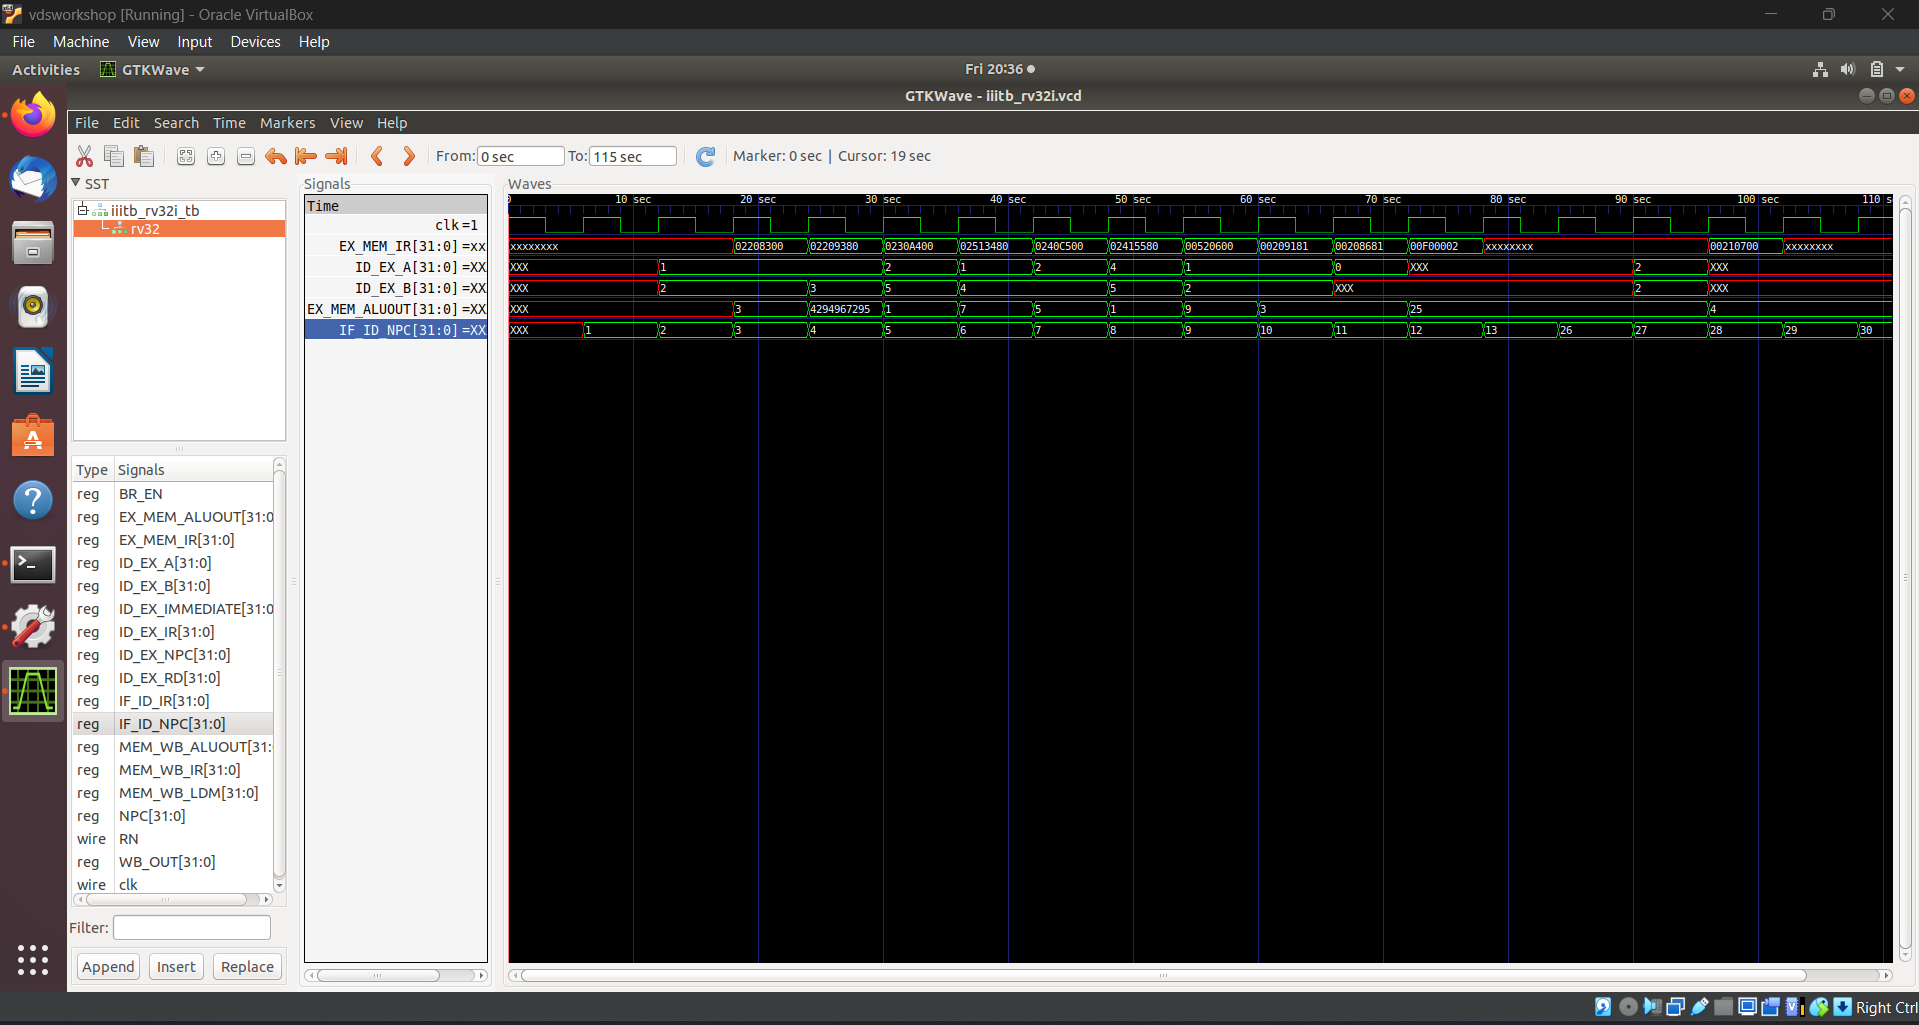 vdsworkshop [Running] - Oracle VirtualBox
File Machine View Input Devices Help
Activities GTKWave Fri 20:36
GTKWave - iiitb_rv32i.vcd
File Edit Search Time Markers View Help
From: 0 sec To: 115 sec Marker: 0 sec | Cursor: 19 sec
SST
iiitb_rv32i_tb
rv32
Type Signals
reg BR_EN
reg EX_MEM_ALUOUT[31:0
reg EX_MEM_IR[31:0]
reg ID_EX_A[31:0]
reg ID_EX_B[31:0]
reg ID_EX_IMMEDIATE[31:0
reg ID_EX_IR[31:0]
reg ID_EX_NPC[31:0]
reg ID_EX_RD[31:0]
reg IF_ID_IR[31:0]
reg IF_ID_NPC[31:0]
reg MEM_WB_ALUOUT[31:
reg MEM_WB_IR[31:0]
reg MEM_WB_LDM[31:0]
reg NPC[31:0]
wire RN
reg WB_OUT[31:0]
wire clk
Filter:
Append Insert Replace
Signals
Time
clk =1
EX_MEM_IR[31:0] =xx
ID_EX_A[31:0] =XX
ID_EX_B[31:0] =XX
EX_MEM_ALUOUT[31:0] =XX
IF_ID_NPC[31:0] =XX
Waves
0 10 sec 20 sec 30 sec 40 sec 50 sec 60 sec 70 sec 80 sec 90 sec 100 sec 110 s
xxxxxxxx 02208300 02209380 0230A400 02513480 0240C500 02415580 00520600 00209181 00208681 00F00002 xxxxxxxx 00210700 xxxxxxxx
XXX 1 2 1 2 4 1 0 XXX 2 XXX
XXX 2 3 5 4 5 2 XXX 2 XXX
XXX 3 4294967295 1 7 5 1 9 3 25 4
XXX 1 2 3 4 5 6 7 8 9 10 11 12 13 26 27 28 29 30
Right Ctrl